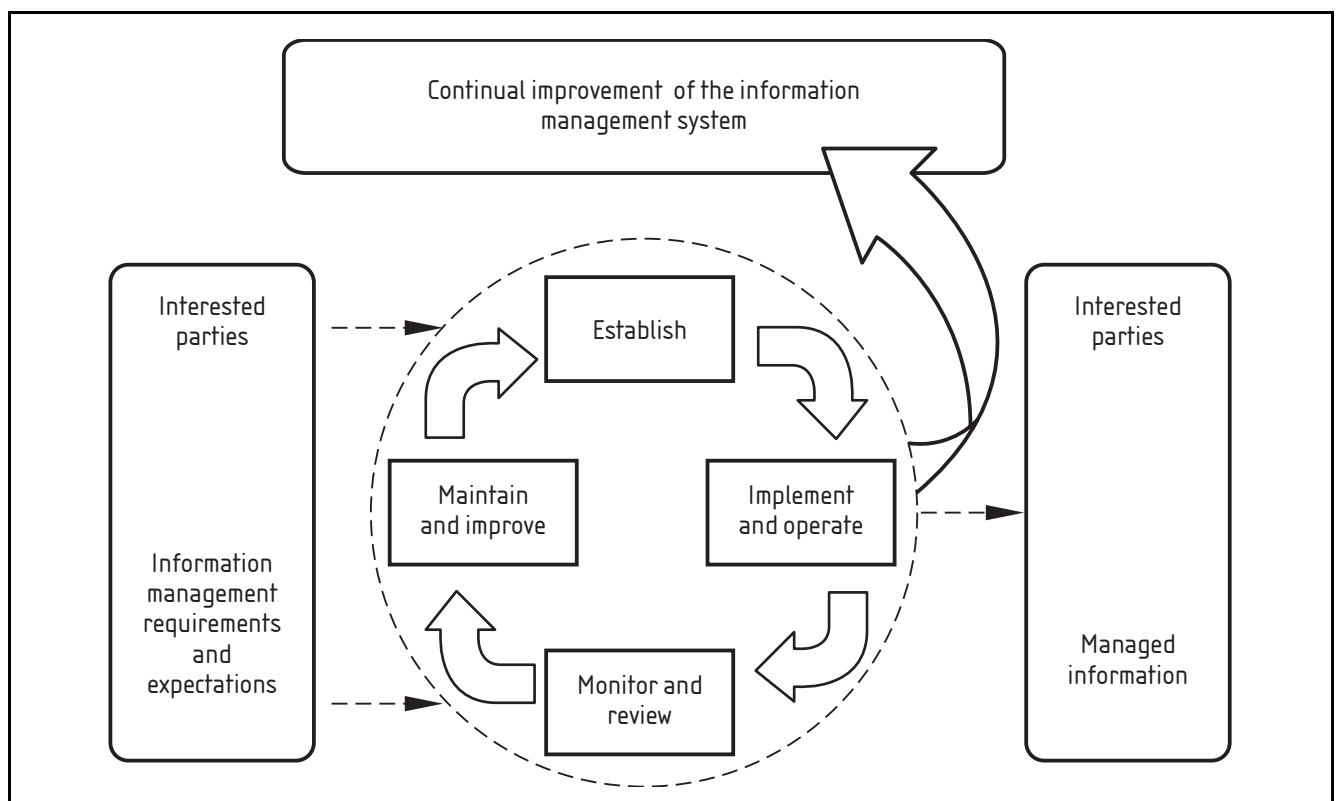 Continual improvement of the information
management system
Interested
parties
Information
management
requirements
and
expectations
Establish
Maintain
and improve
Implement
and operate
Monitor and
review
Interested
parties
Managed
information